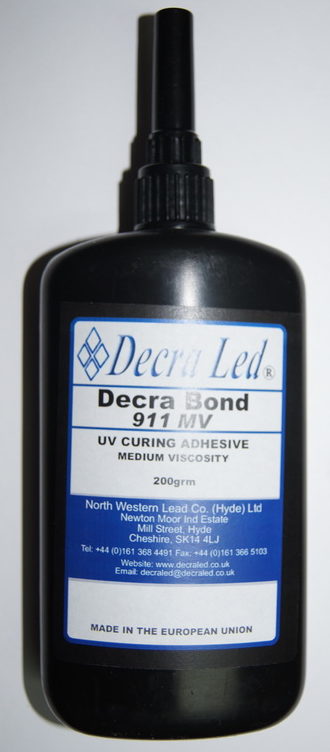 Decra Led®
Decra Bond
911 MV
UV CURING ADHESIVE
MEDIUM VISCOSITY
200grm
North Western Lead Co. (Hyde) Ltd
Newton Moor Ind Estate
Mill Street, Hyde
Cheshire, SK14 4LJ
Tel: +44 (0)161 368 4491 Fax: +44 (0)161 366 5103
Website: www.decraled.co.uk
Email: decraled@decraled.co.uk
MADE IN THE EUROPEAN UNION